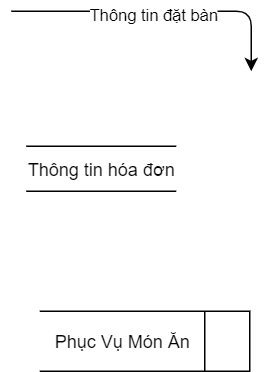 Thông tin đặt bàn
Thông tin hóa đơn
Phục Vụ Món Ăn